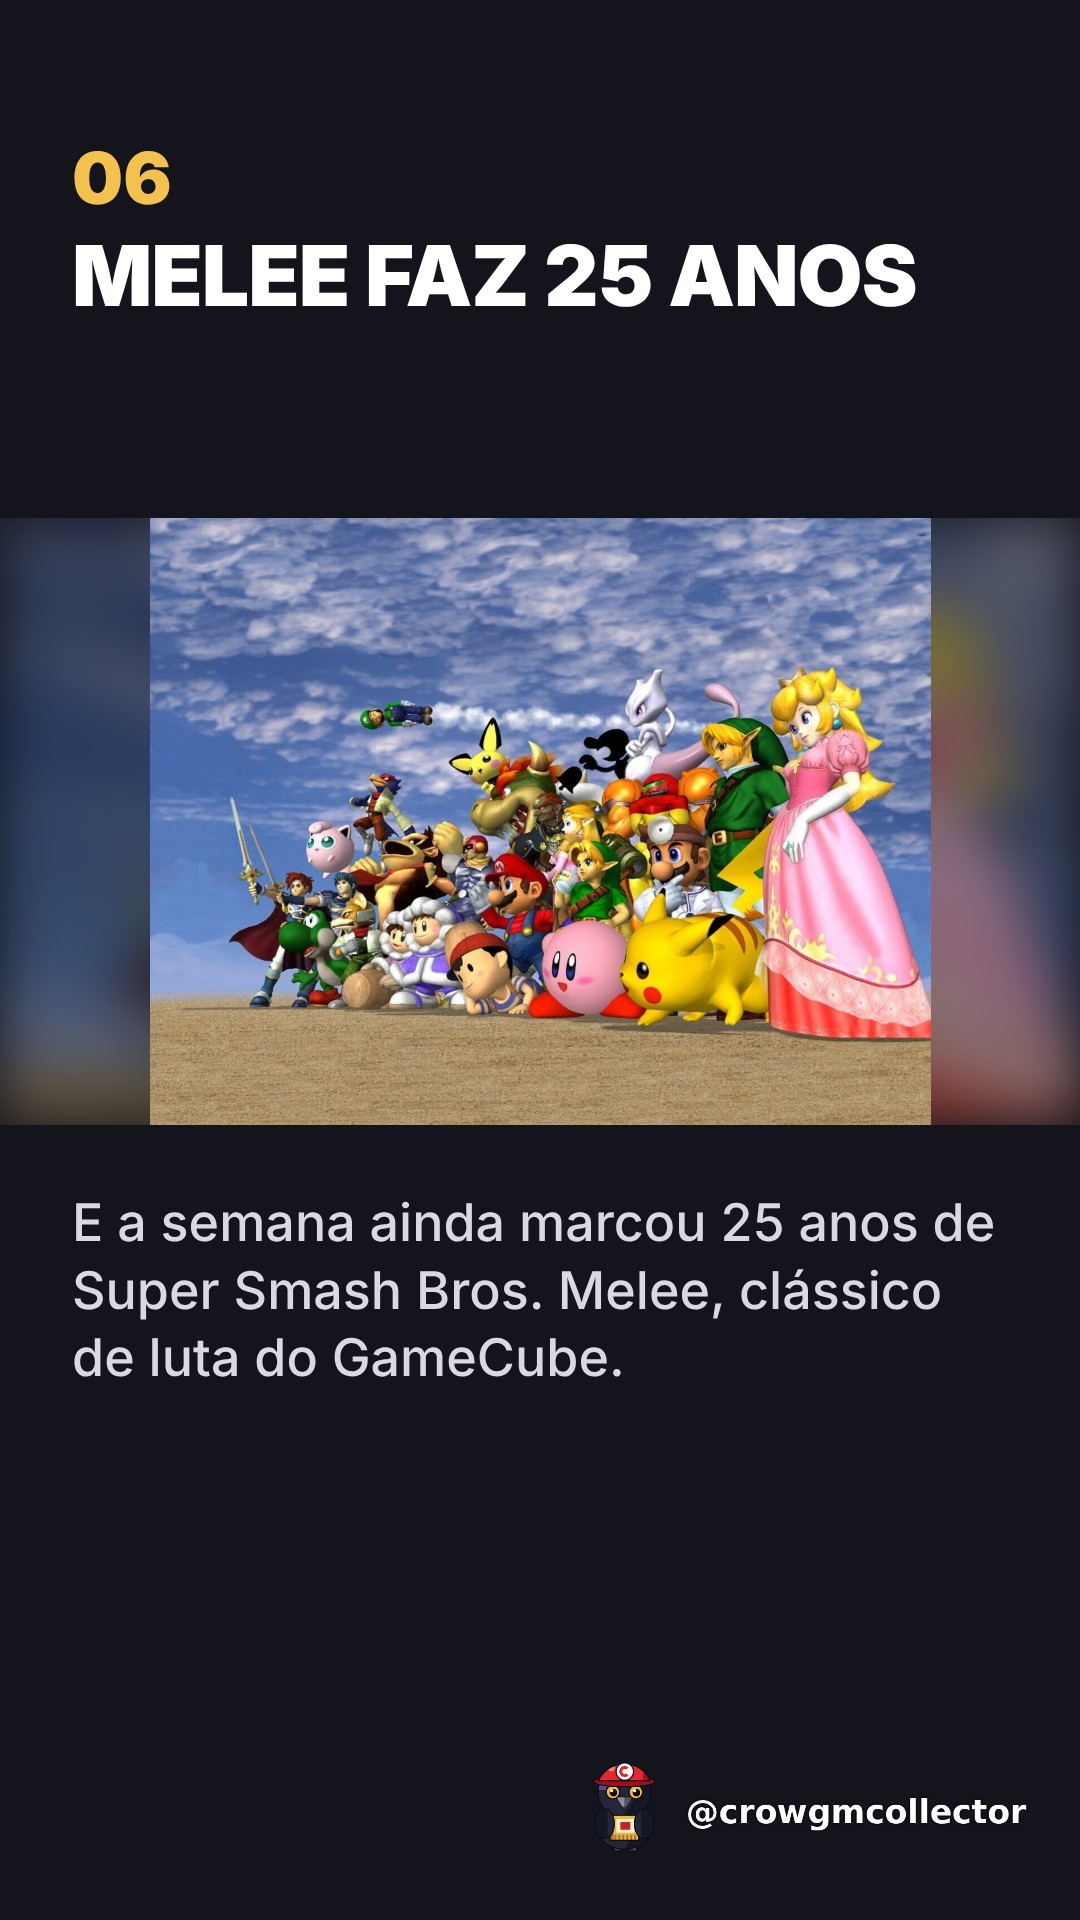 06
MELEE FAZ 25 ANOS
E a semana ainda marcou 25 anos de
Super Smash Bros. Melee, clássico
de luta do GameCube.
C
@crowgmcollector